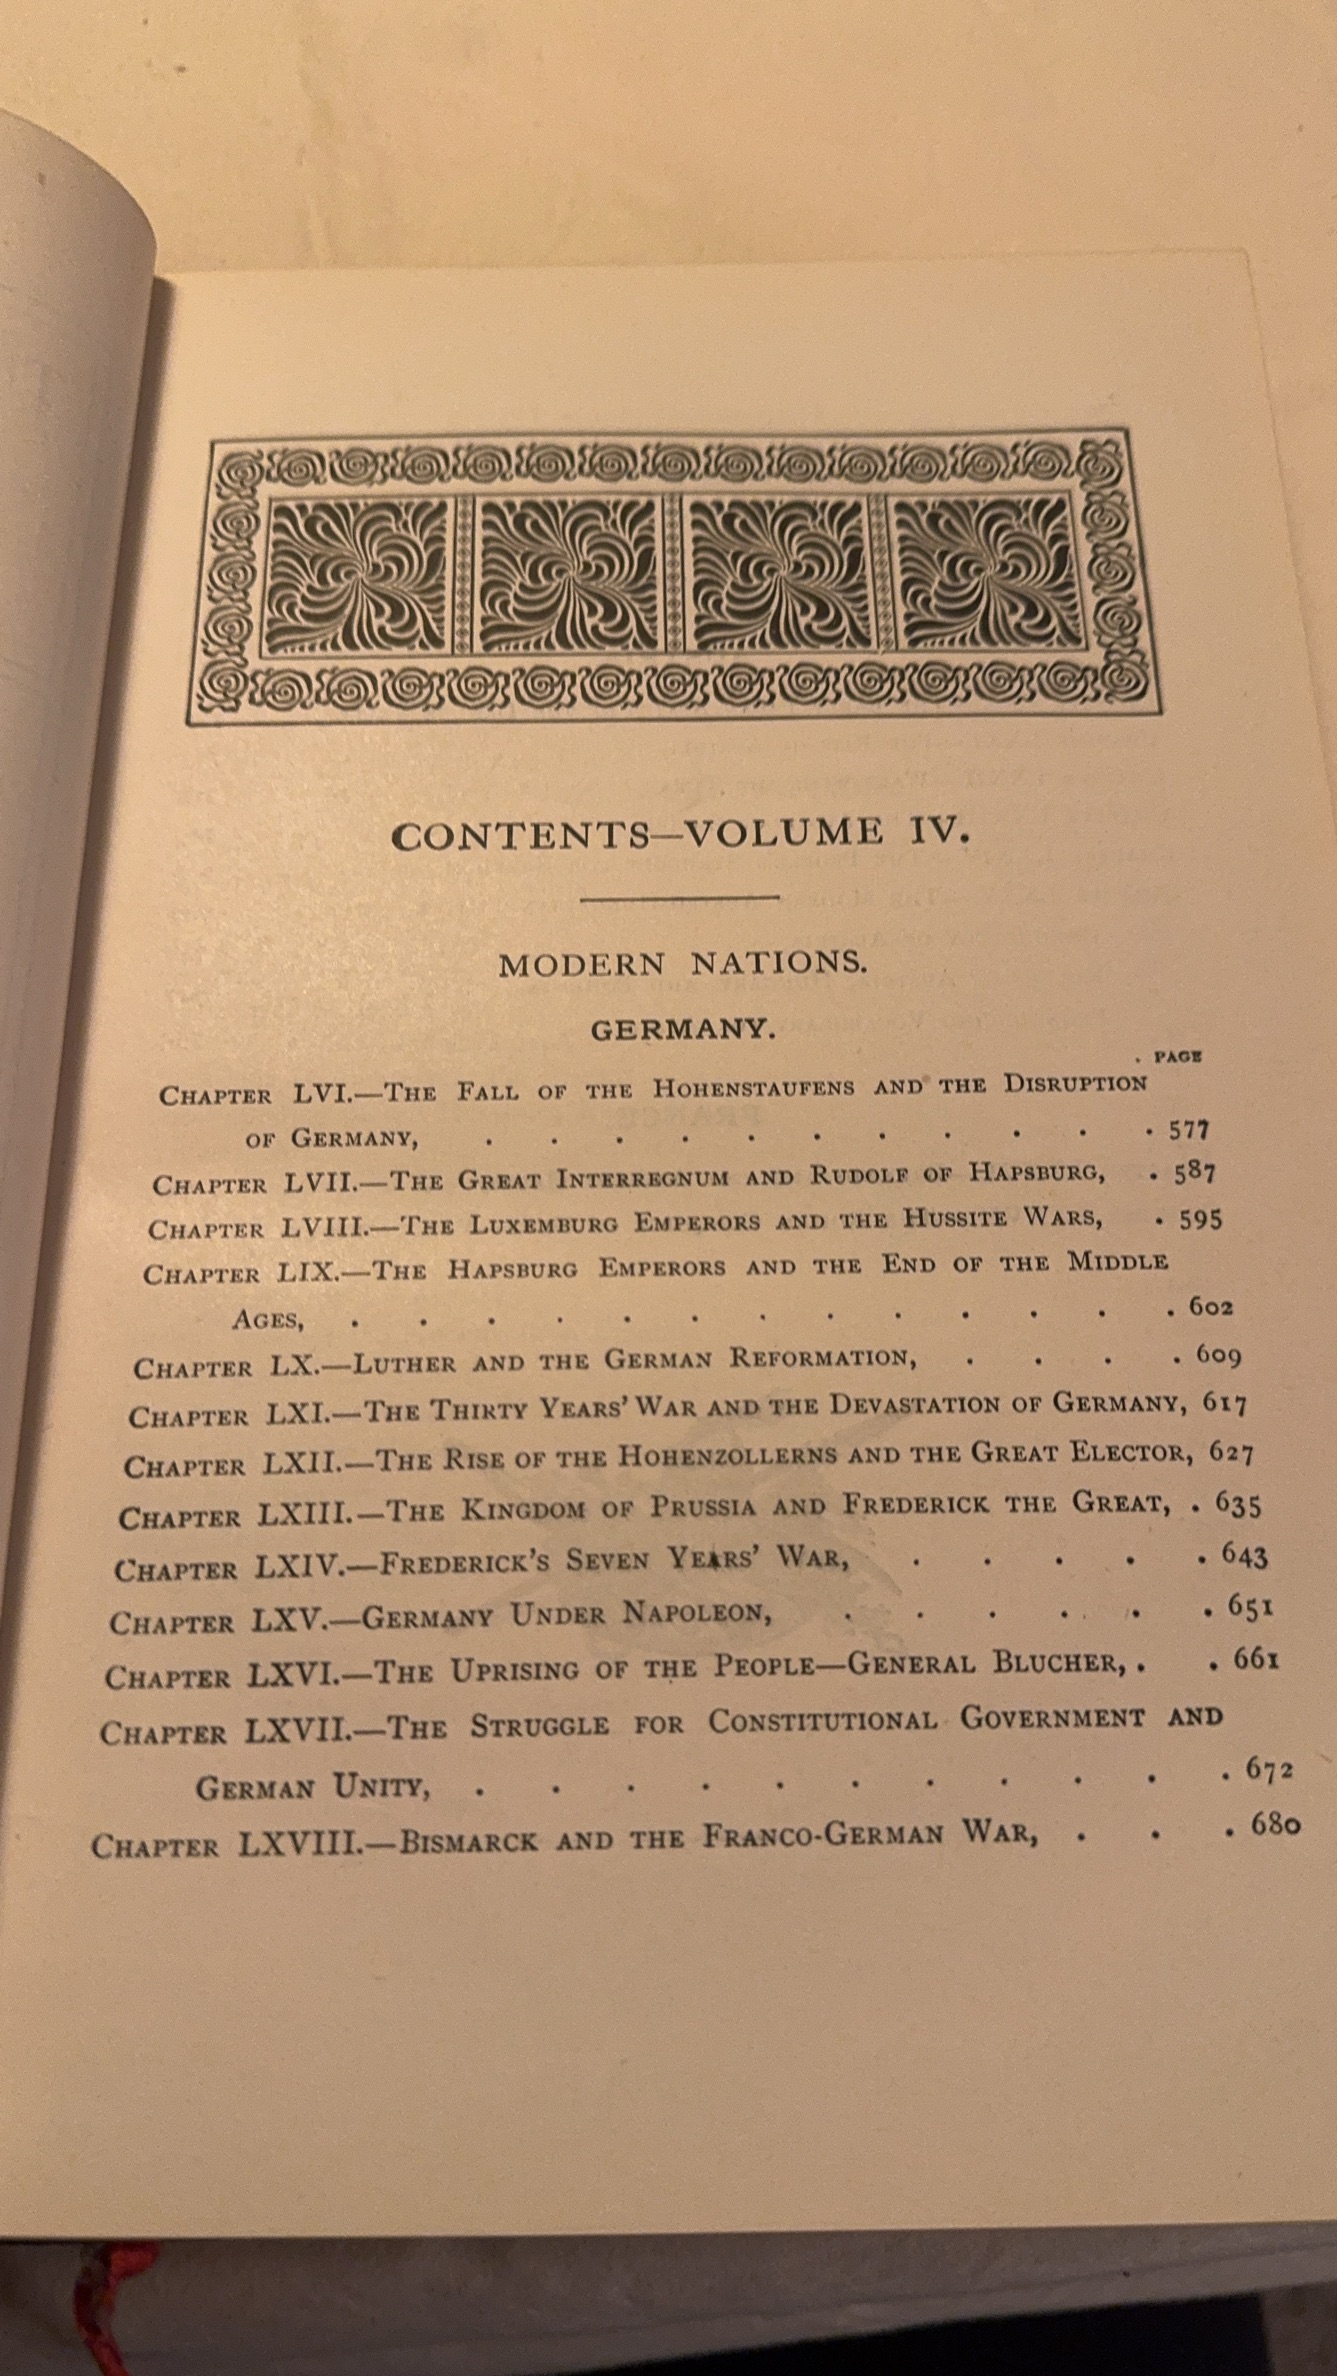 CONTENTS—VOLUME IV.
MODERN NATIONS.
GERMANY.
PAGE
CHAPTER LVI.—THE FALL OF THE HOHENSTAUFENS AND THE DISRUPTION
OF GERMANY, . . . . . . . . . . . 577
CHAPTER LVII.—THE GREAT INTERREGNUM AND RUDOLF OF HAPSBURG, . 587
CHAPTER LVIII.—THE LUXEMBURG EMPERORS AND THE HUSSITE WARS, . 595
CHAPTER LIX.—THE HAPSBURG EMPERORS AND THE END OF THE MIDDLE
AGES, . . . . . . . . . . . . . 602
CHAPTER LX.—LUTHER AND THE GERMAN REFORMATION, . . . . 609
CHAPTER LXI.—THE THIRTY YEARS' WAR AND THE DEVASTATION OF GERMANY, 617
CHAPTER LXII.—THE RISE OF THE HOHENZOLLERNS AND THE GREAT ELECTOR, 627
CHAPTER LXIII.—THE KINGDOM OF PRUSSIA AND FREDERICK THE GREAT, . 635
CHAPTER LXIV.—FREDERICK'S SEVEN YEARS' WAR, . . . . . 643
CHAPTER LXV.—GERMANY UNDER NAPOLEON, . . . . . . 651
CHAPTER LXVI.—THE UPRISING OF THE PEOPLE—GENERAL BLUCHER, . . 661
CHAPTER LXVII.—THE STRUGGLE FOR CONSTITUTIONAL GOVERNMENT AND
GERMAN UNITY, . . . . . . . . . . . 672
CHAPTER LXVIII.—BISMARCK AND THE FRANCO-GERMAN WAR, . . . 680